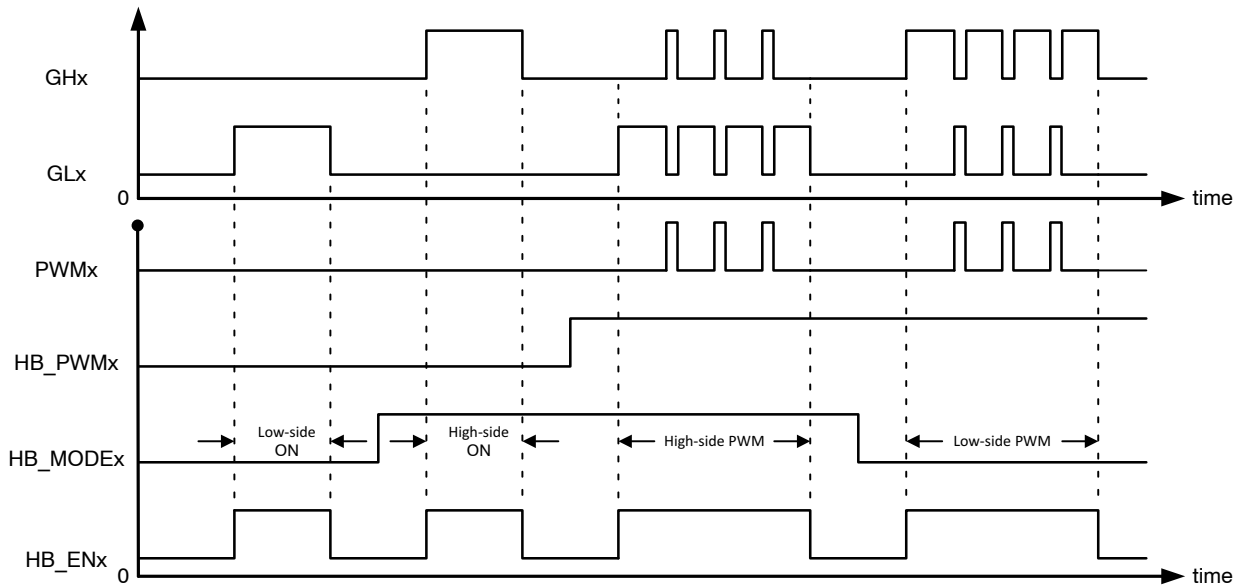 GHx
GLx
0
time
PWMx
HB_PWMx
HB_MODEx
Low-side
ON
High-side
ON
High-side PWM
Low-side PWM
HB_ENx
0
time